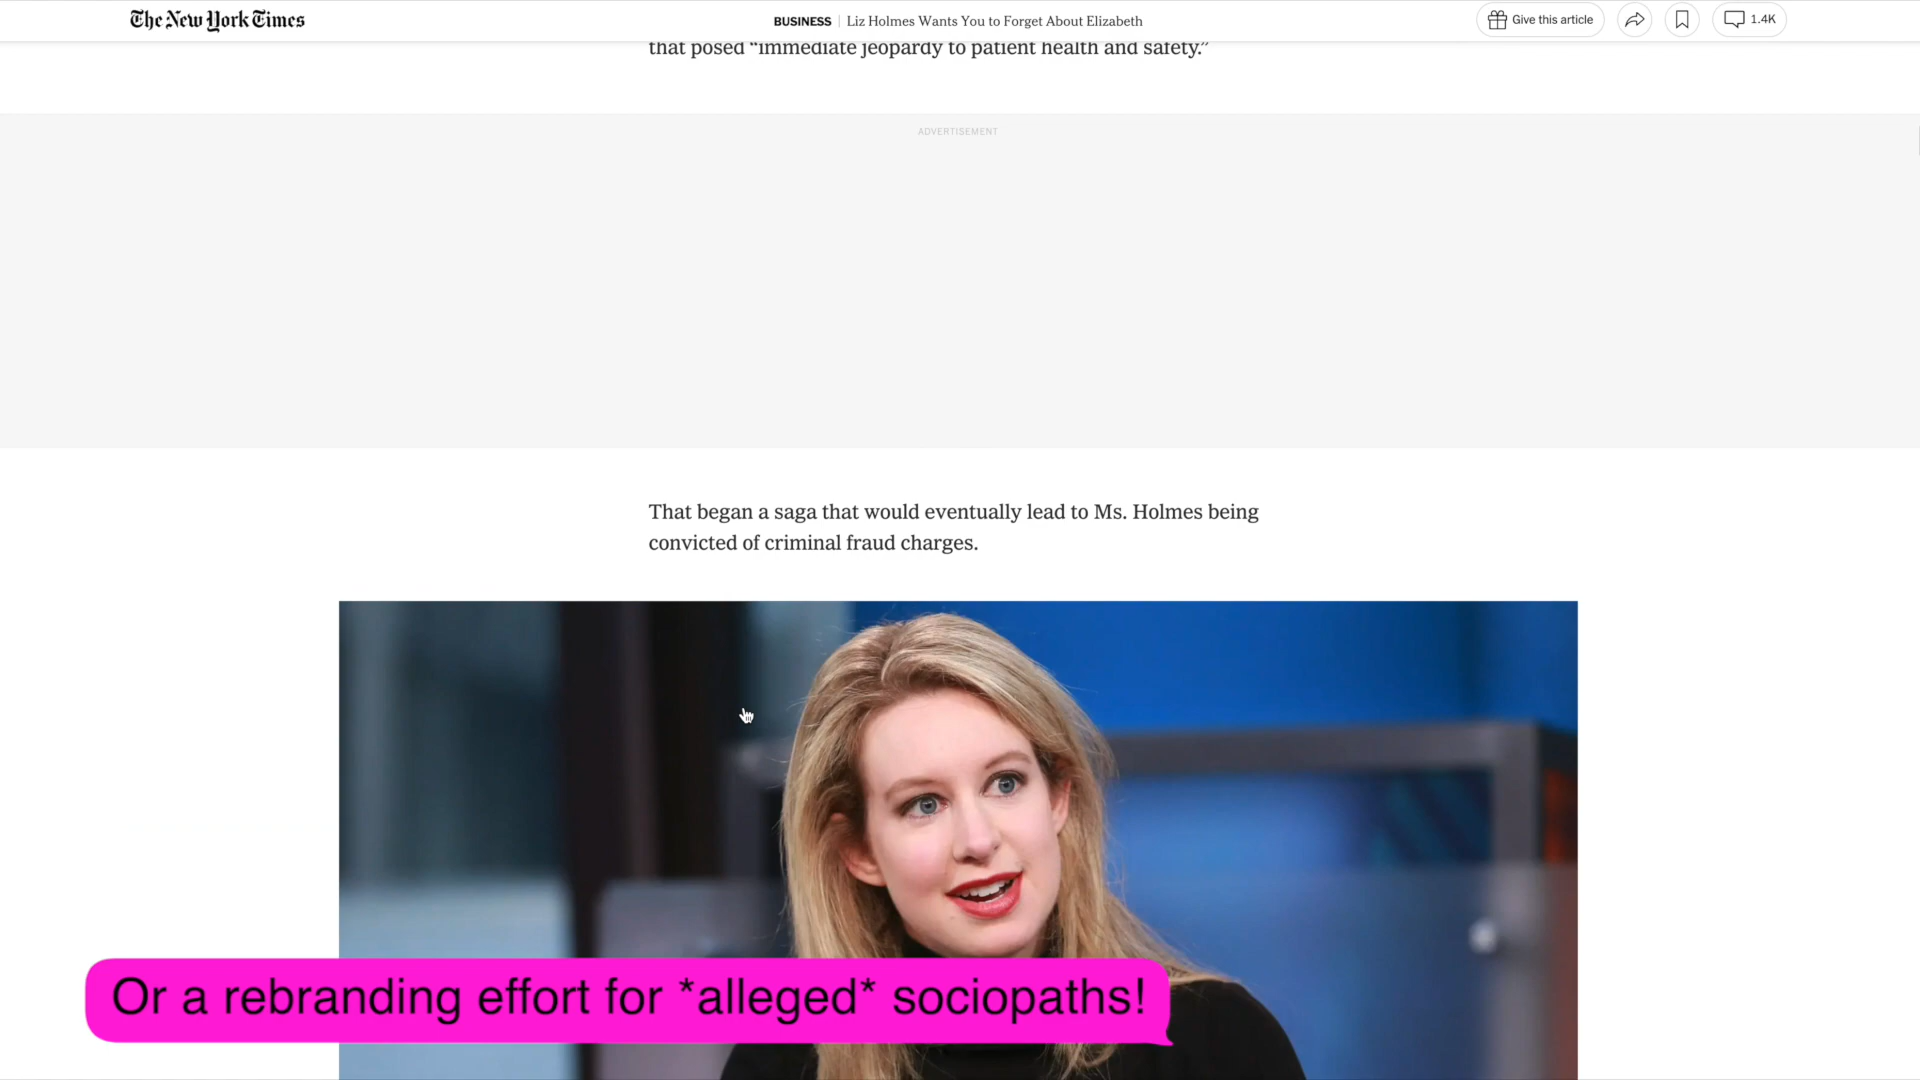 The New York Times
BUSINESS | Liz Holmes Wants You to Forget About Elizabeth
Give this article
1.4K
that posed “immediate jeopardy to patient health and safety.”
ADVERTISEMENT
That began a saga that would eventually lead to Ms. Holmes being
convicted of criminal fraud charges.
Or a rebranding effort for *alleged* sociopaths!